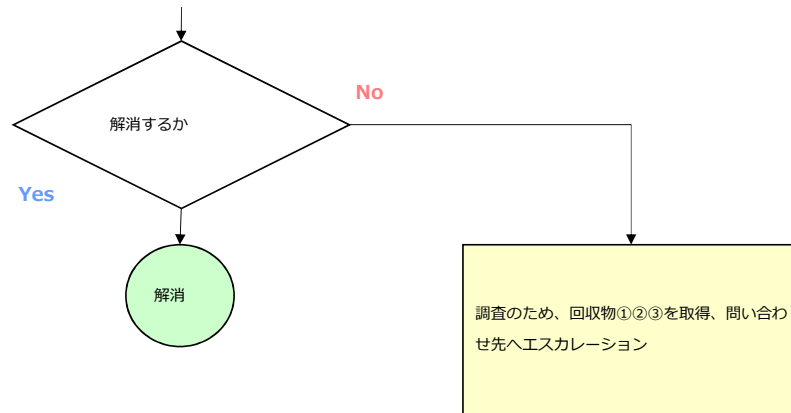 No
解消するか
Yes
解消
調査のため、回収物①②③を取得、問い合わ
せ先へエスカレーション